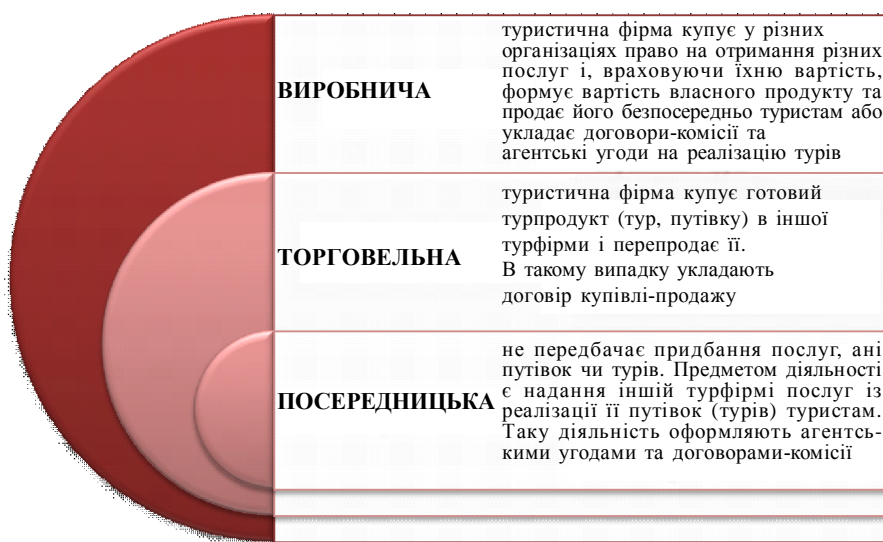 ВИРОБНИЧА
туристична фірма купує у різних
організаціях право на отримання різних
послуг і, враховуючи їхню вартість,
формує вартість власного продукту та
продає його безпосередньо туристам або
укладає договори-комісії та
агентські угоди на реалізацію турів
ТОРГОВЕЛЬНА
туристична фірма купує готовий
турпродукт (тур, путівку) в іншої
турфірми і перепродає її.
В такому випадку укладають
договір купівлі-продажу
ПОСЕРЕДНИЦЬКА
не передбачає придбання послуг, ані
путівок чи турів. Предметом діяльності
є надання іншій турфірмі послуг із
реалізації її путівок (турів) туристам.
Таку діяльність оформляють агентсь-
кими угодами та договорами-комісії